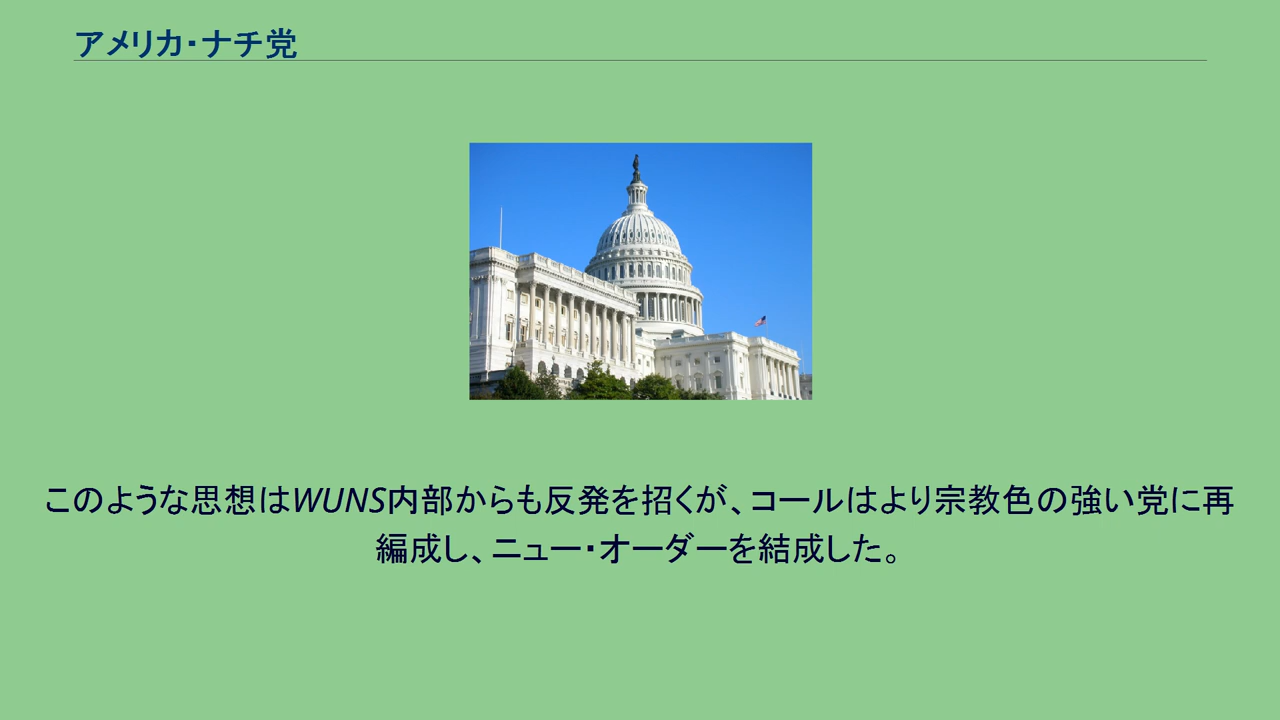 アメリカ・ナチ党
このような思想はWUNS内部からも反発を招くが、コールはより宗教色の強い党に再
編成し、ニュー・オーダーを結成した。